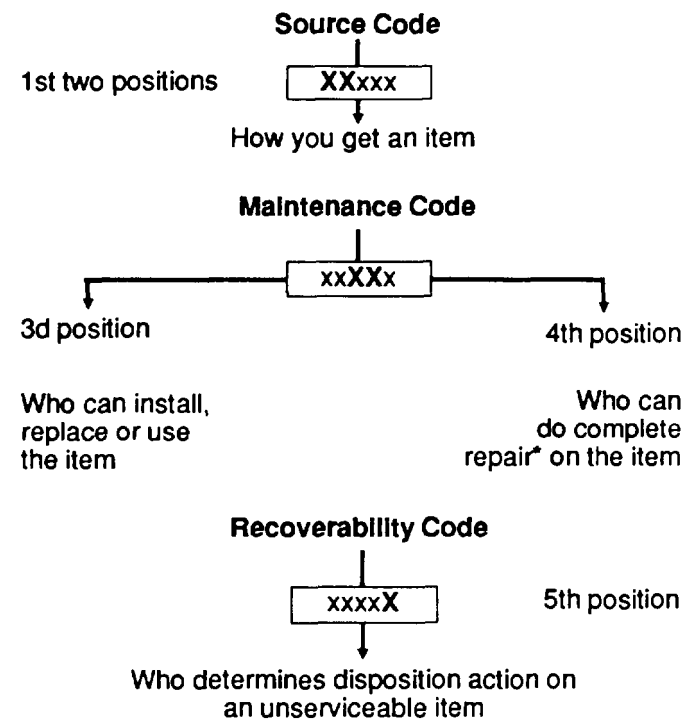 Source Code
1st two positions
XXxxx
How you get an item
Maintenance Code
xxXXx
3d position
4th position
Who can install,
replace or use
the item
Who can
do complete
repair* on the item
Recoverability Code
xxxxX
5th position
Who determines disposition action on
an unserviceable item